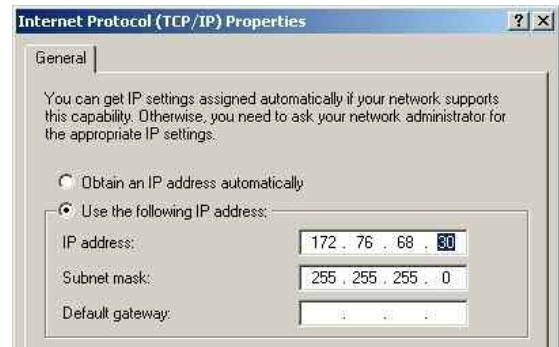 Internet Protocol (TCP/IP) Properties
General
You can get IP settings assigned automatically if your network supports
this capability. Otherwise, you need to ask your network administrator for
the appropriate IP settings.
Obtain an IP address automatically
Use the following IP address:
IP address: 172 . 76 . 68 . 30
Subnet mask: 255 . 255 . 255 . 0
Default gateway: . . .